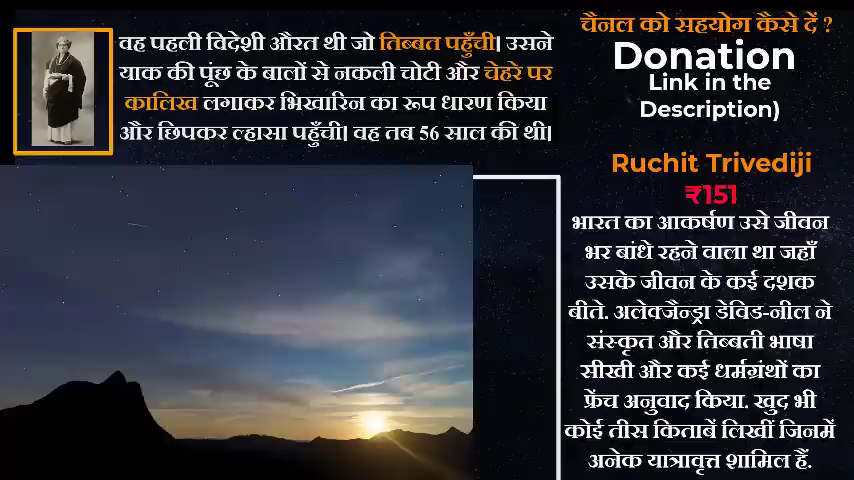 वह पहली विदेशी औरत थी जो तिब्बत पहुँची। उसने
याक की पूंछ के बालों से नकली चोटी और चेहरे पर
कालिख लगाकर भिखारिन का रूप धारण किया
और छिपकर ल्हासा पहुँची। वह तब 56 साल की थी।
चैनल को सहयोग कैसे दें ?
Donation
Link in the
Description)
Ruchit Trivediji
₹151
भारत का आकर्षण उसे जीवन
भर बांधे रहने वाला था जहाँ
उसके जीवन के कई दशक
बीते. अलेक्जैन्ड्रा डेविड-नील ने
संस्कृत और तिब्बती भाषा
सीखी और कई धर्मग्रंथों का
फ्रेंच अनुवाद किया. खुद भी
कोई तीस किताबें लिखीं जिनमें
अनेक यात्रावृत्त शामिल हैं.